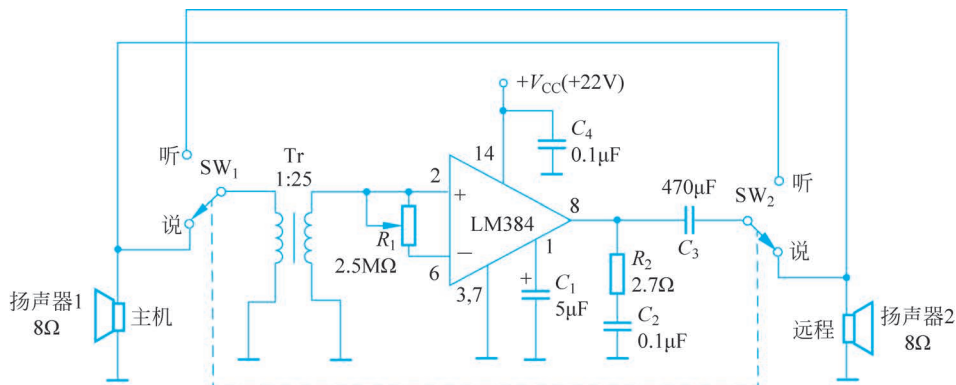 +VCC(+22V)
听
SW1
Tr
1:25
14
C4
0.1μF
2
+
470μF
SW2
听
说
R1
2.5MΩ
LM384
8
C3
说
6
−
1
3,7
+
C1
5μF
R2
2.7Ω
C2
0.1μF
扬声器1
8Ω
主机
远程
扬声器2
8Ω